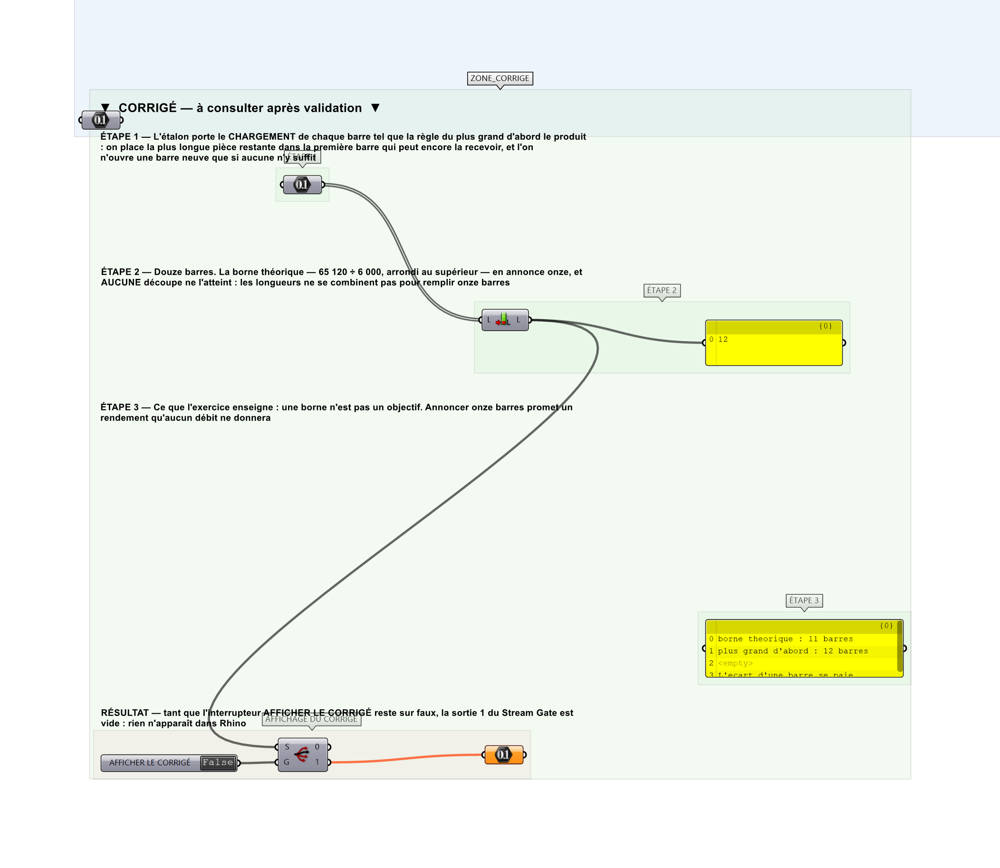 ZONE_CORRIGE
▼ CORRIGÉ — à consulter après validation ▼
ÉTAPE 1 — L'étalon porte le CHARGEMENT de chaque barre tel que la règle du plus grand d'abord le produit
: on place la plus longue pièce restante dans la première barre qui peut encore la recevoir, et l'on
n'ouvre une barre neuve que si aucune n'y suffit
ÉTAPE 2 — Douze barres. La borne théorique — 65 120 ÷ 6 000, arrondi au supérieur — en annonce onze, et
AUCUNE découpe ne l'atteint : les longueurs ne se combinent pas pour remplir onze barres
ÉTAPE 2
L L
{0}
0 12
ÉTAPE 3 — Ce que l'exercice enseigne : une borne n'est pas un objectif. Annoncer onze barres promet un
rendement qu'aucun débit ne donnera
ÉTAPE 3
{0}
0 borne theorique : 11 barres
1 plus grand d'abord : 12 barres
2 <empty>
3 L'ecart d'une barre se paie
RÉSULTAT — tant que l'interrupteur AFFICHER LE CORRIGÉ reste sur faux, la sortie 1 du Stream Gate est
vide : rien n'apparaît dans Rhino
AFFICHAGE DU CORRIGÉ
S 0
G 1
AFFICHER LE CORRIGÉ False